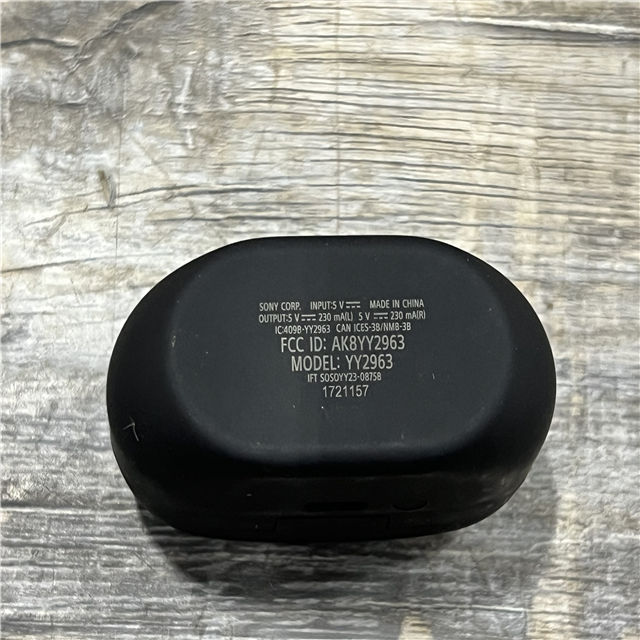 SONY CORP. INPUT:5 V⎓ MADE IN CHINA
OUTPUT:5 V ⎓ 230 mA(L) 5 V ⎓ 230 mA(R)
IC:409B-YY2963 CAN ICES-3B/NMB-3B
FCC ID: AK8YY2963
MODEL: YY2963
IFT SOSOYY23-08758
1721157